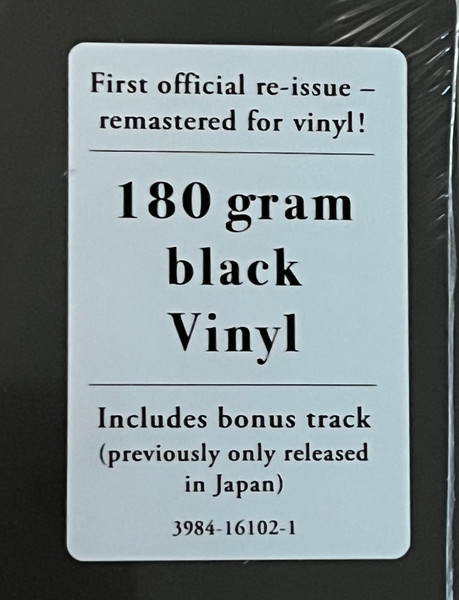 First official re-issue –
remastered for vinyl!
180 gram
black
Vinyl
Includes bonus track
(previously only released
in Japan)
3984-16102-1